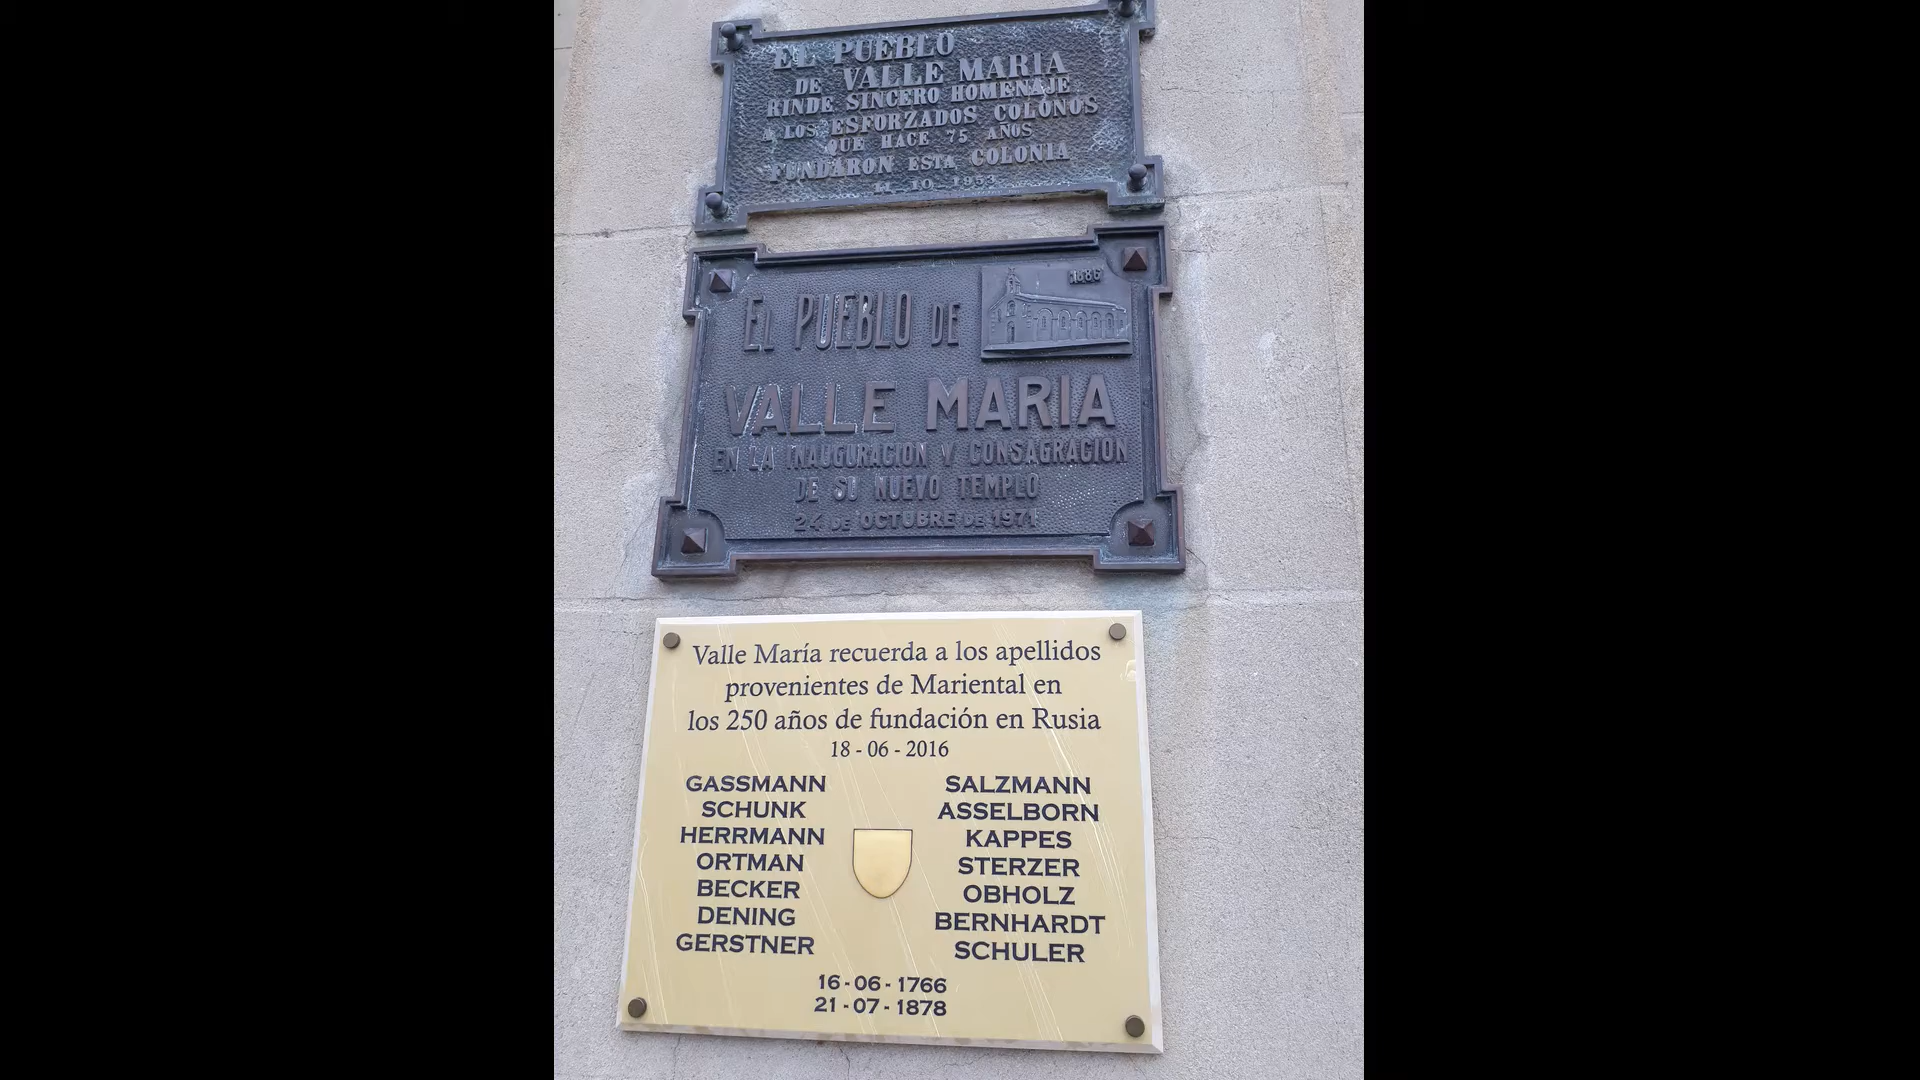 EL PUEBLO
DE VALLE MARIA
RINDE SINCERO HOMENAJE
A LOS ESFORZADOS COLONOS
QUE HACE 75 AÑOS
FUNDARON ESTA COLONIA
11_10_1953
1886
EL PUEBLO DE
VALLE MARIA
EN LA INAUGURACION Y CONSAGRACION
DE SU NUEVO TEMPLO
24 DE OCTUBRE DE 1971
Valle María recuerda a los apellidos
provenientes de Mariental en
los 250 años de fundación en Rusia
18 - 06 - 2016
GASSMANN
SCHUNK
HERRMANN
ORTMAN
BECKER
DENING
GERSTNER
SALZMANN
ASSELBORN
KAPPES
STERZER
OBHOLZ
BERNHARDT
SCHULER
16 - 06 - 1766
21 - 07 - 1878